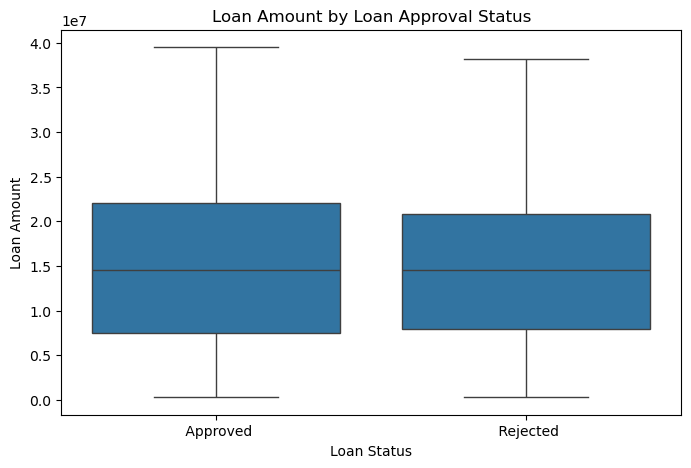 Loan Amount by Loan Approval Status
1e7
4.0
3.5
3.0
2.5
2.0
1.5
1.0
0.5
0.0
Loan Amount
Approved
Rejected
Loan Status